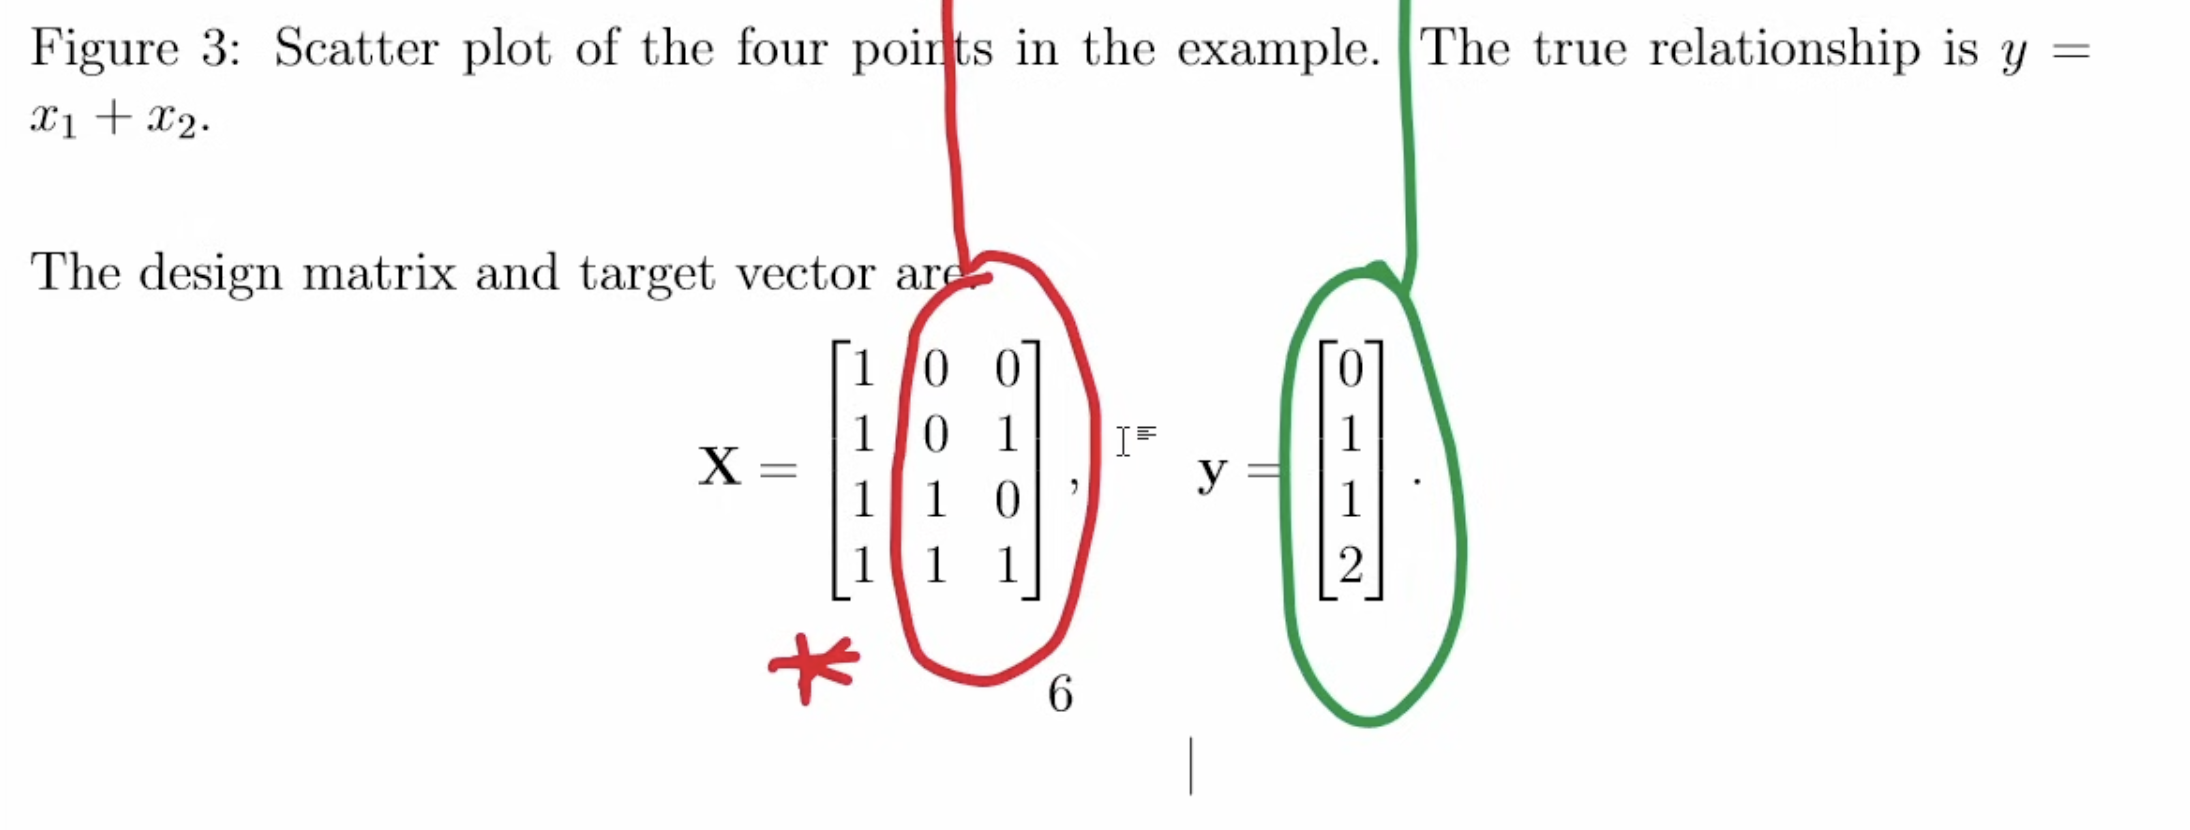 Figure 3: Scatter plot of the four points in the example. The true relationship is y =
x₁ + x₂.
The design matrix and target vector are:
X = [1 0 0; 1 0 1; 1 1 0; 1 1 1], y = [0; 1; 1; 2].
6